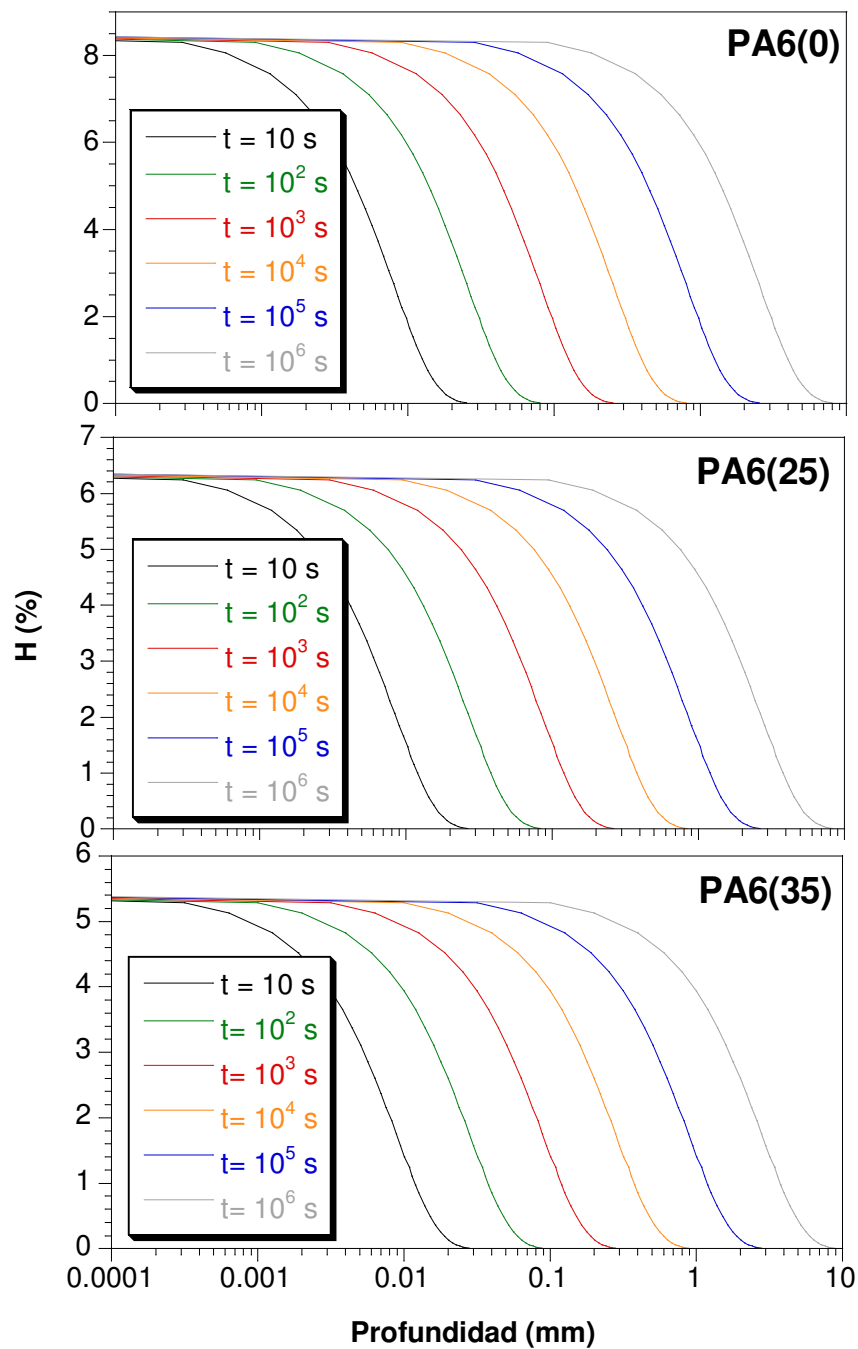 PA6(0)
8
6
4
2
0
t = 10 s
t = 10² s
t = 10³ s
t = 10⁴ s
t = 10⁵ s
t = 10⁶ s
PA6(25)
7
6
5
4
3
2
1
0
t = 10 s
t = 10² s
t = 10³ s
t = 10⁴ s
t = 10⁵ s
t = 10⁶ s
H (%)
PA6(35)
6
5
4
3
2
1
0
t = 10 s
t= 10² s
t= 10³ s
t= 10⁴ s
t= 10⁵ s
t= 10⁶ s
0.0001 0.001 0.01 0.1 1 10
Profundidad (mm)